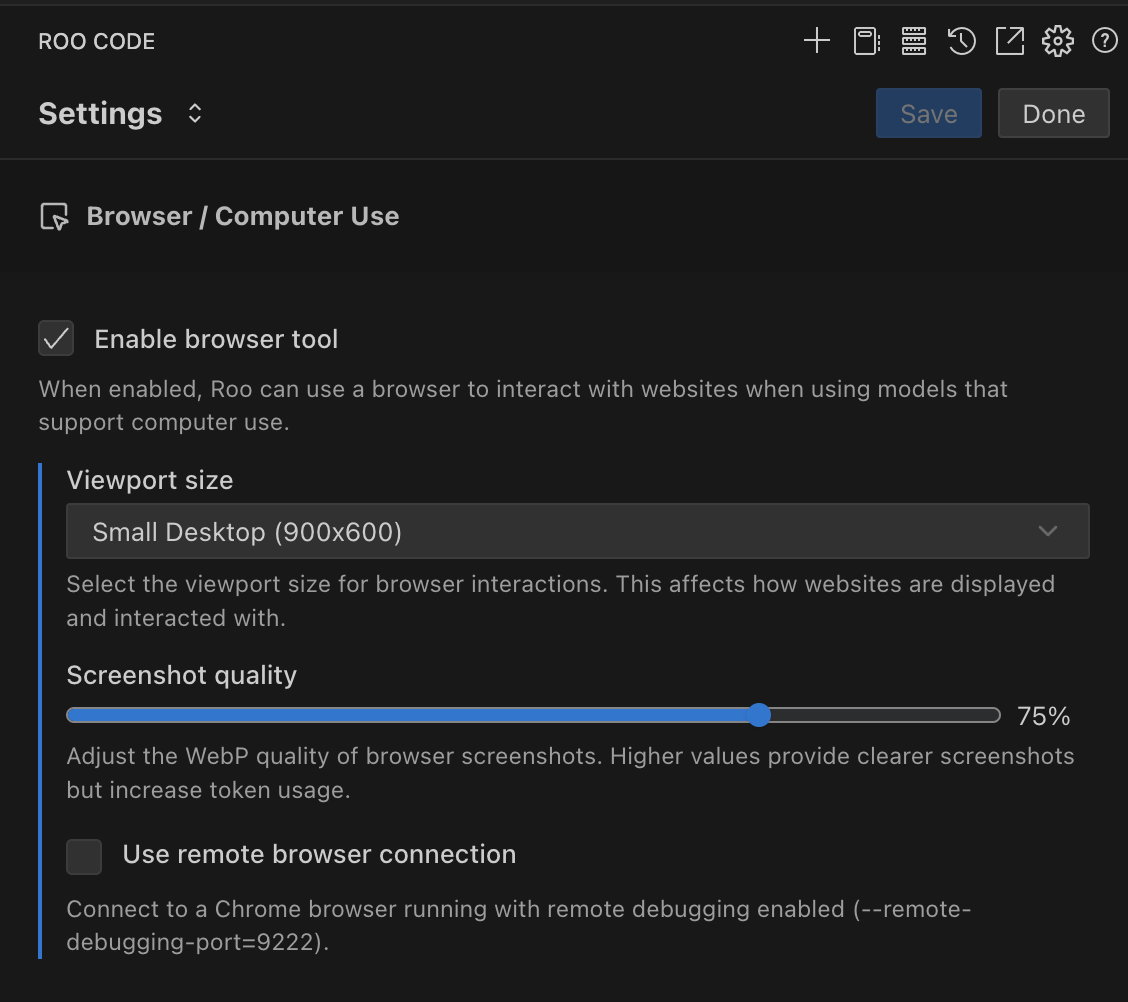 ROO CODE
Settings
Save
Done
Browser / Computer Use
Enable browser tool
When enabled, Roo can use a browser to interact with websites when using models that
support computer use.
Viewport size
Small Desktop (900x600)
Select the viewport size for browser interactions. This affects how websites are displayed
and interacted with.
Screenshot quality
75%
Adjust the WebP quality of browser screenshots. Higher values provide clearer screenshots
but increase token usage.
Use remote browser connection
Connect to a Chrome browser running with remote debugging enabled (--remote-
debugging-port=9222).